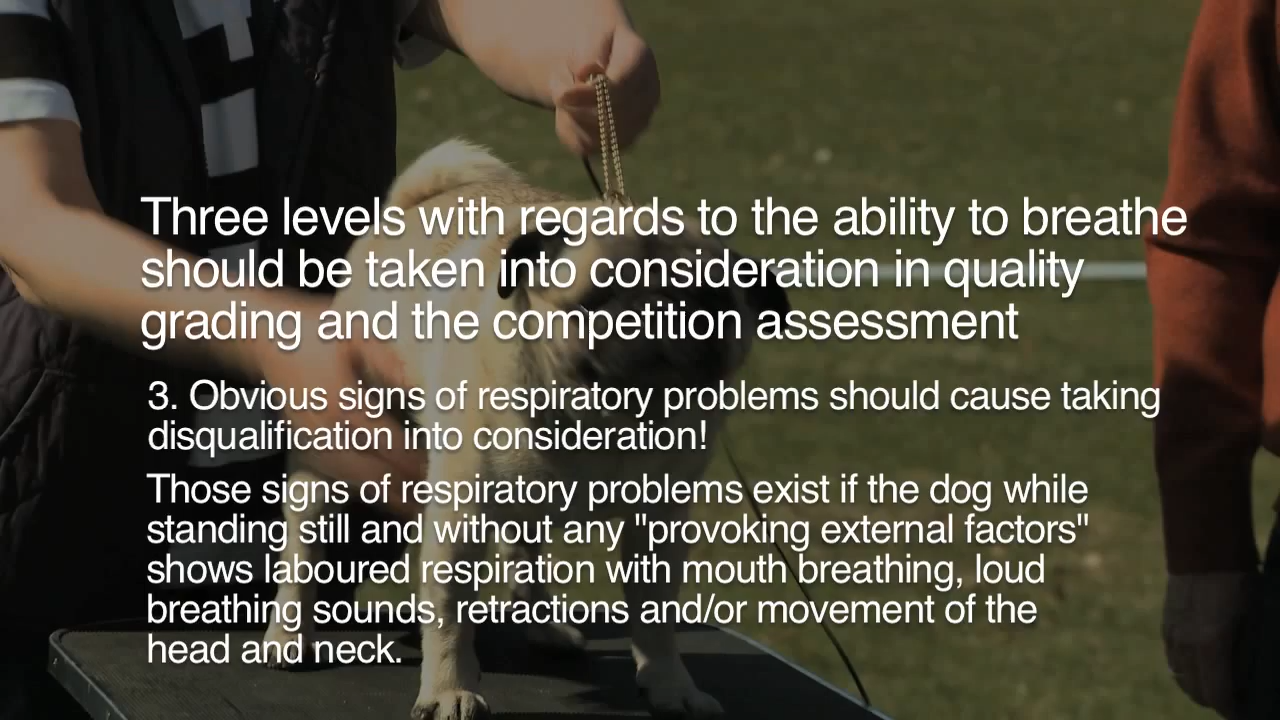 Three levels with regards to the ability to breathe
should be taken into consideration in quality
grading and the competition assessment
3. Obvious signs of respiratory problems should cause taking
disqualification into consideration!
Those signs of respiratory problems exist if the dog while
standing still and without any "provoking external factors"
shows laboured respiration with mouth breathing, loud
breathing sounds, retractions and/or movement of the
head and neck.